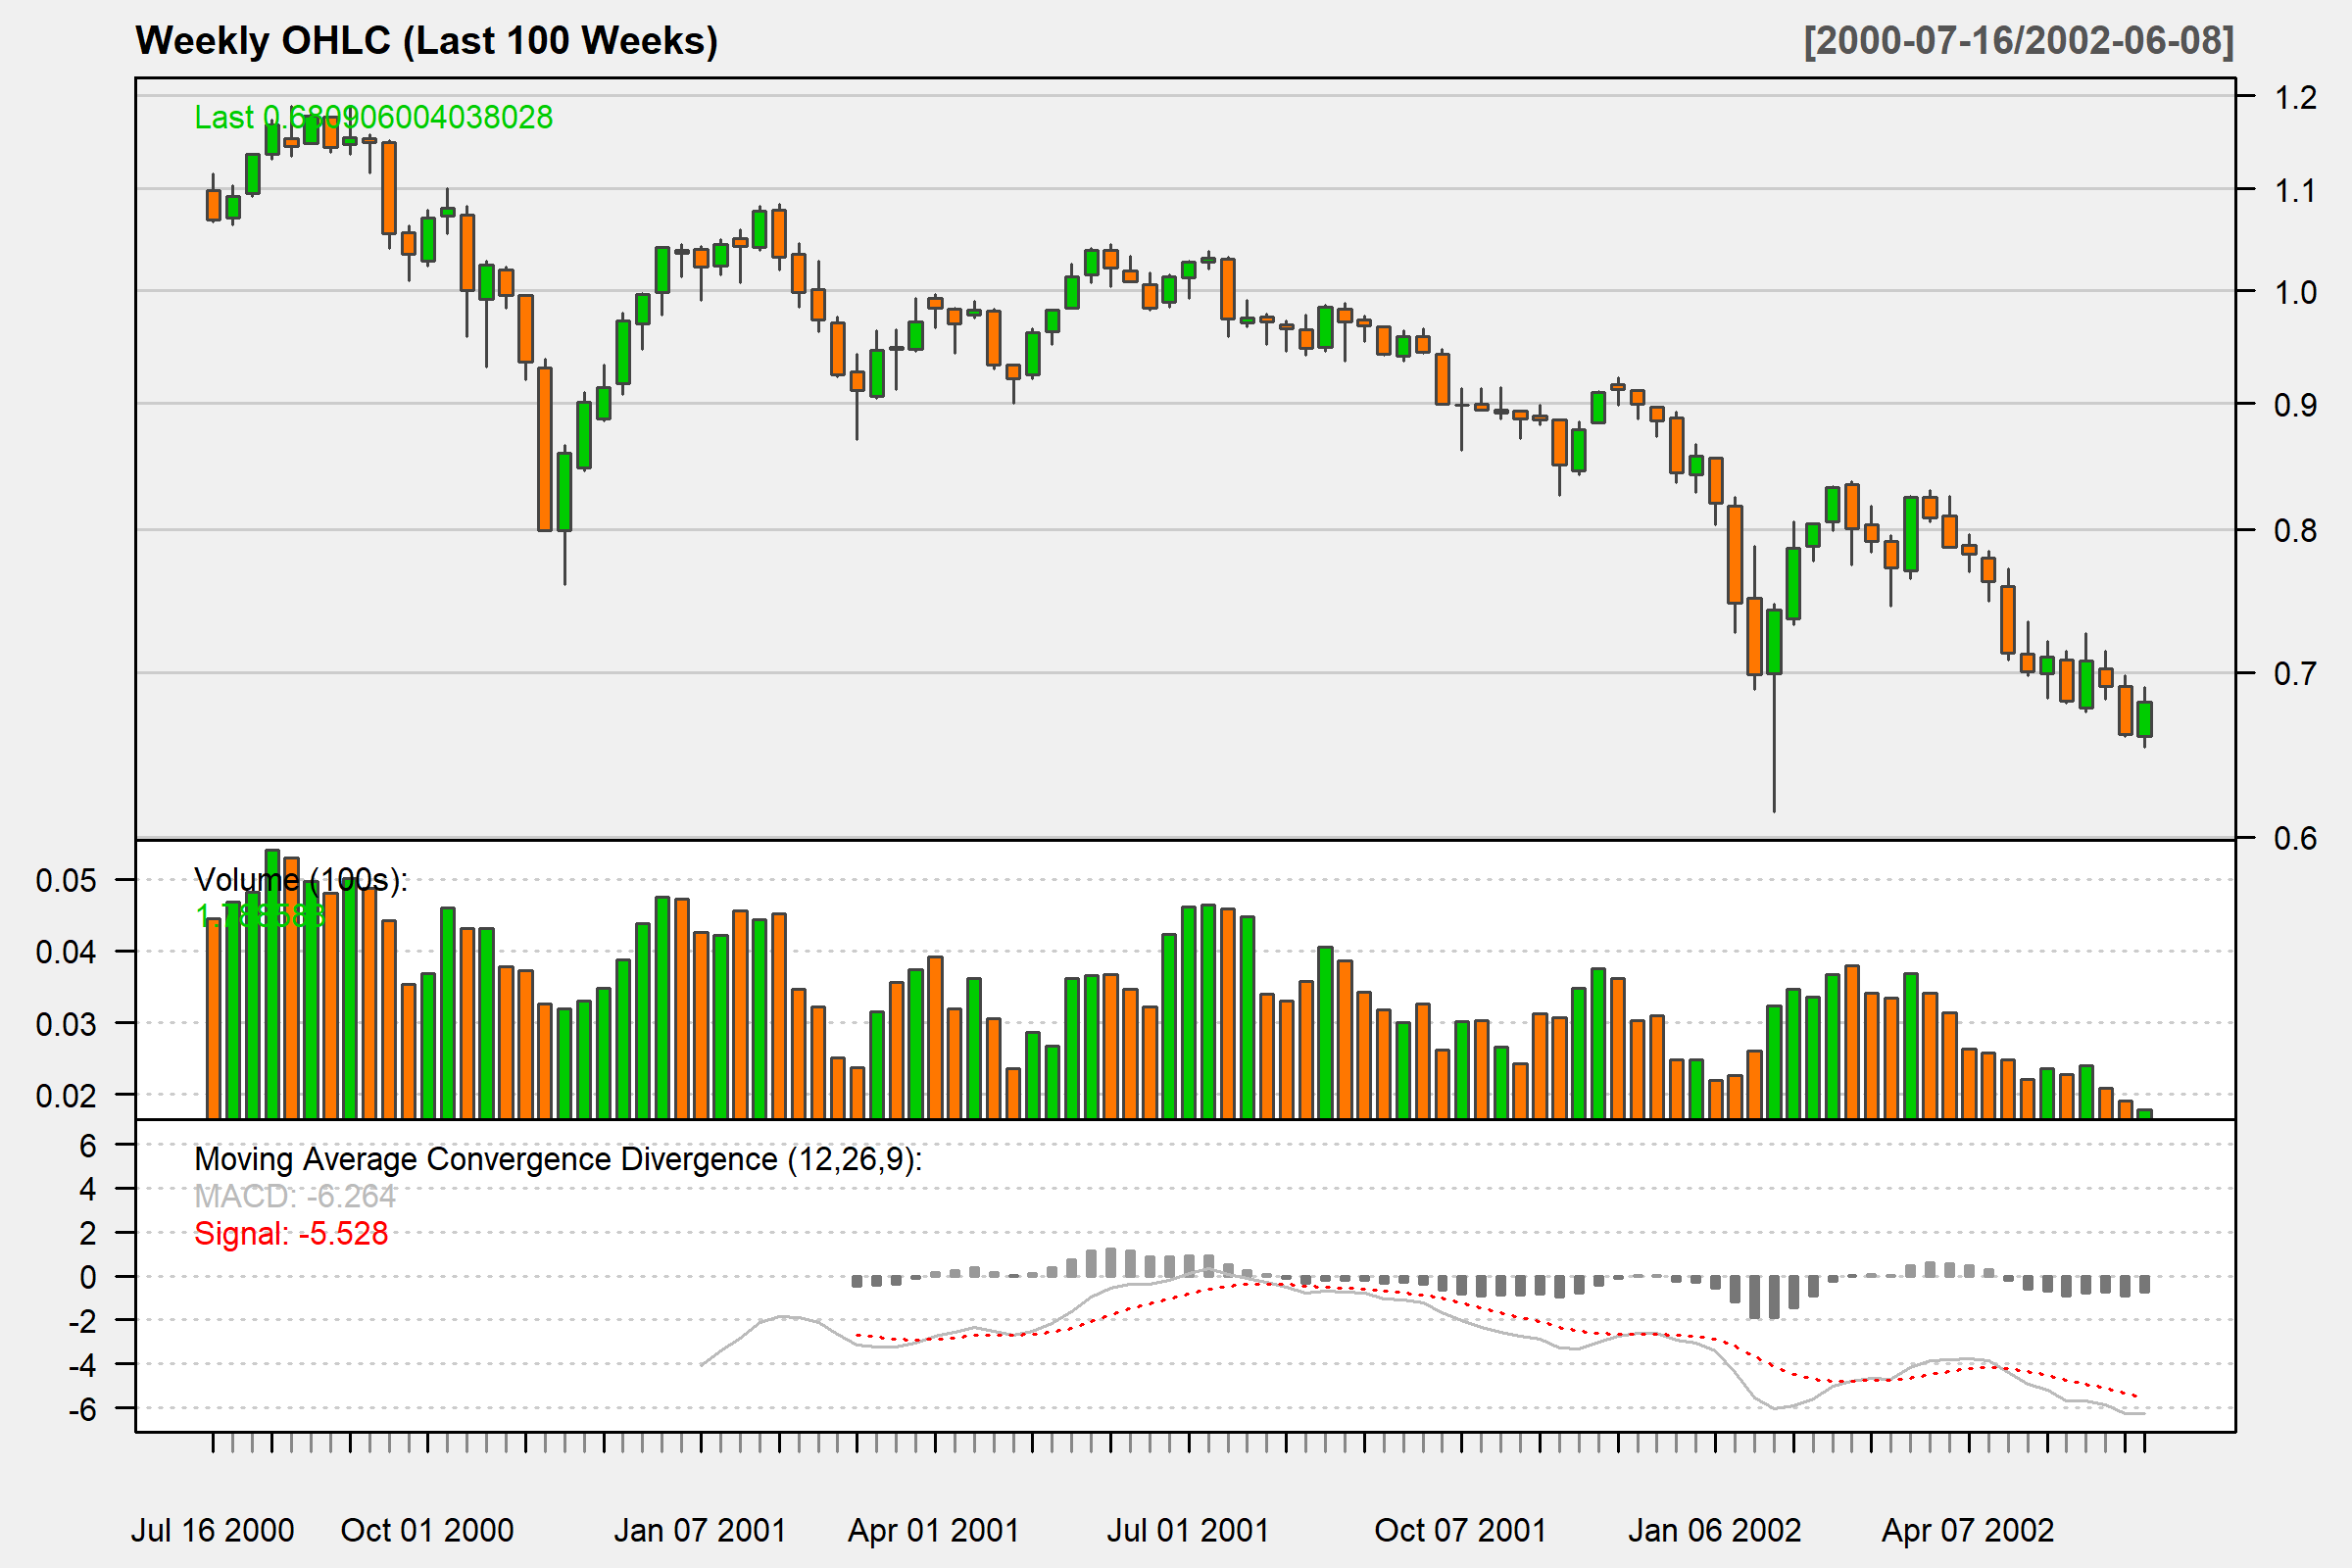 Weekly OHLC (Last 100 Weeks)
[2000-07-16/2002-06-08]
Last 0.680906004038028
1.2
1.1
1.0
0.9
0.8
0.7
0.6
Volume (100s):
0.05
0.04
0.03
0.02
Moving Average Convergence Divergence (12,26,9):
MACD: -6.264
Signal: -5.528
6
4
2
0
-2
-4
-6
Jul 16 2000 Oct 01 2000 Jan 07 2001 Apr 01 2001 Jul 01 2001 Oct 07 2001 Jan 06 2002 Apr 07 2002